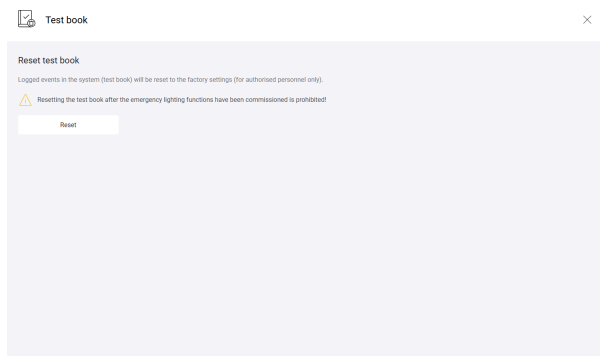 Test book
Reset test book
Logged events in the system (test book) will be reset to the factory settings (for authorised personnel only).
Resetting the test book after the emergency lighting functions have been commissioned is prohibited!
Reset